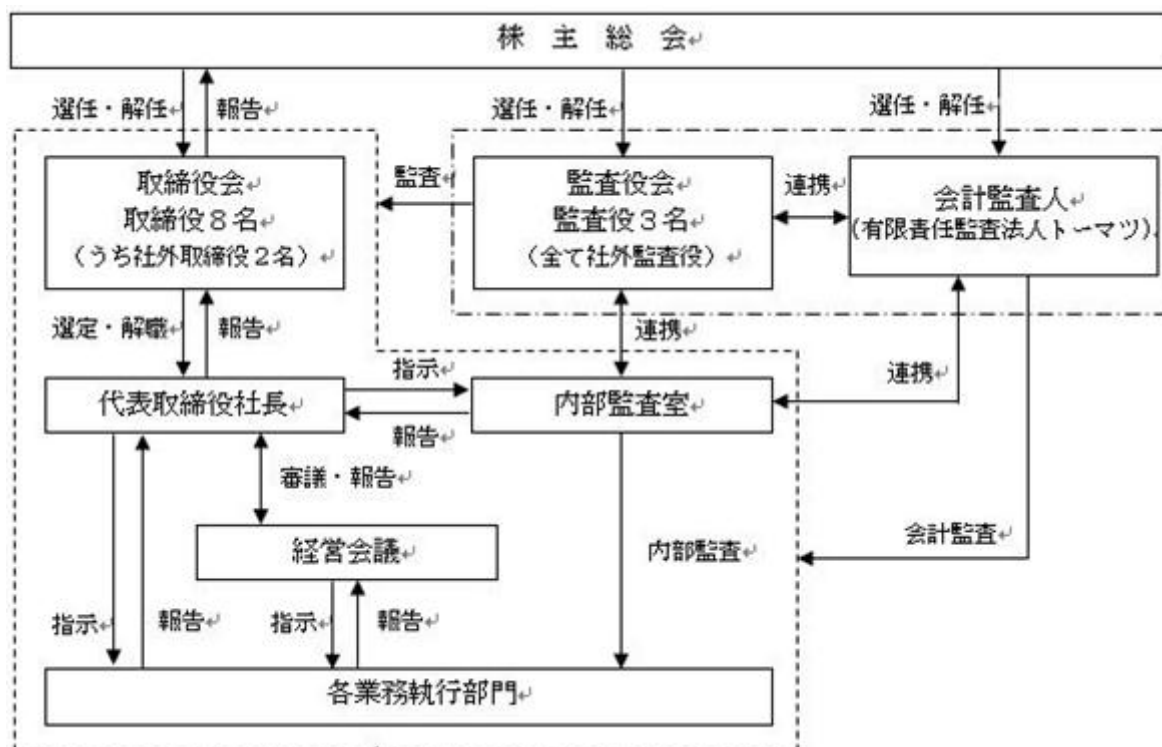 株主総会
選任・解任
報告
選任・解任
選任・解任
取締役会
取締役８名
（うち社外取締役２名）
監査
監査役会
監査役３名
（全て社外監査役）
連携
会計監査人
(有限責任監査法人トーマツ)
選定・解職
報告
連携
連携
代表取締役社長
指示
報告
内部監査室
審議・報告
経営会議
内部監査
会計監査
指示
報告
指示
報告
各業務執行部門